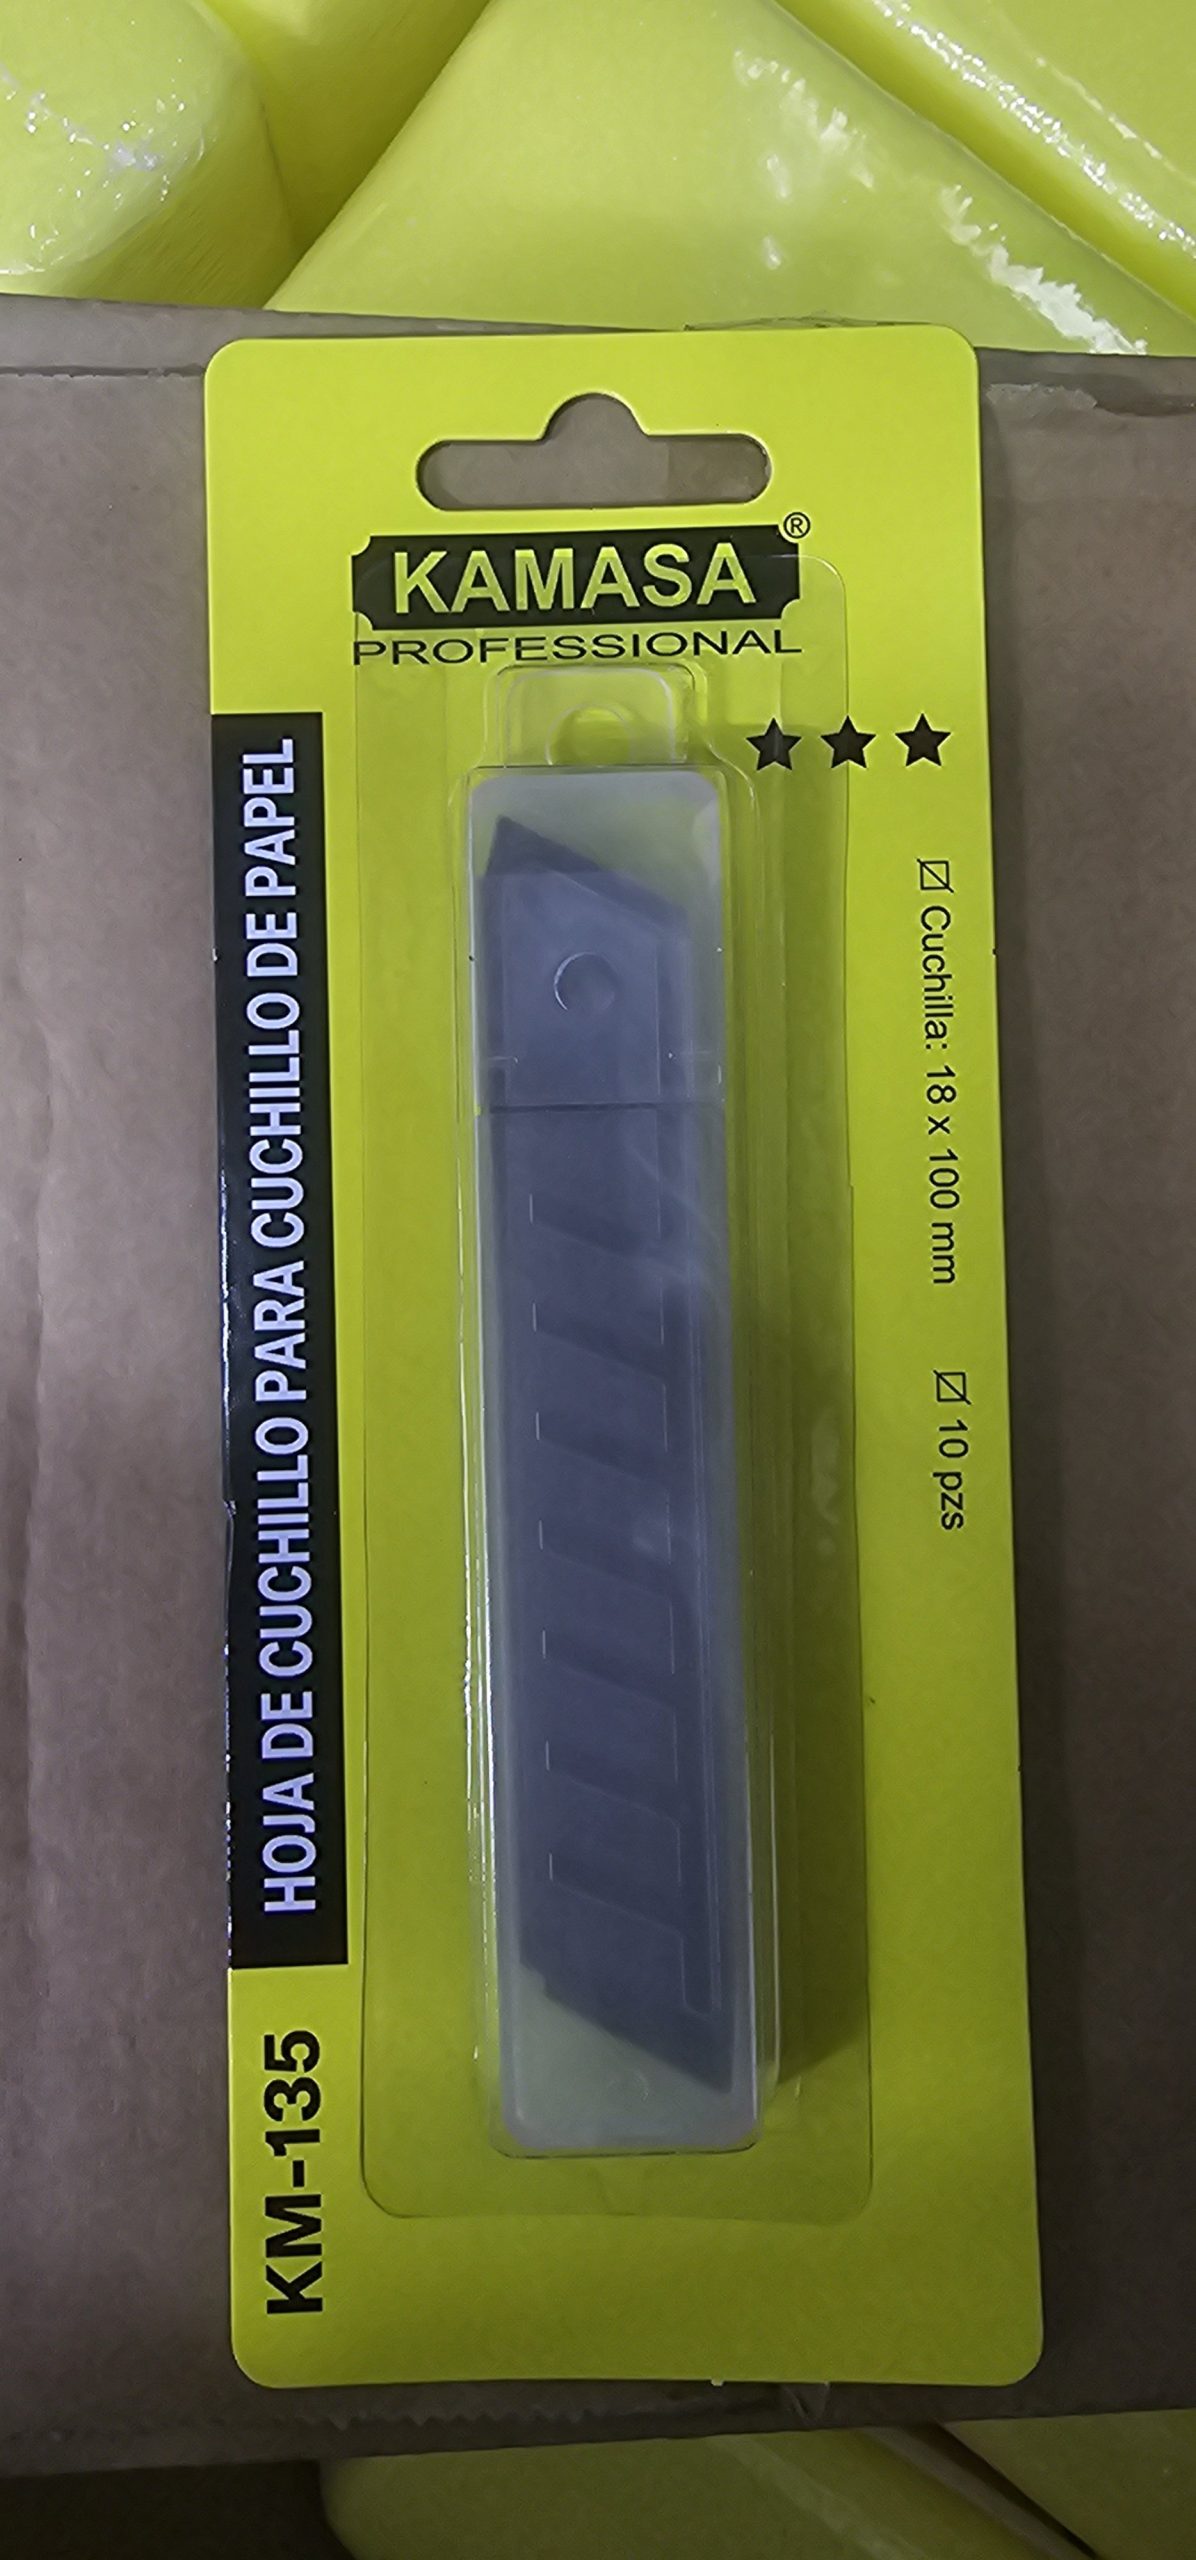 KAMASA®
PROFESSIONAL
HOJA DE CUCHILLO PARA CUCHILLO DE PAPEL
KM-135
☑ Cuchilla: 18 x 100 mm
☑ 10 pzs